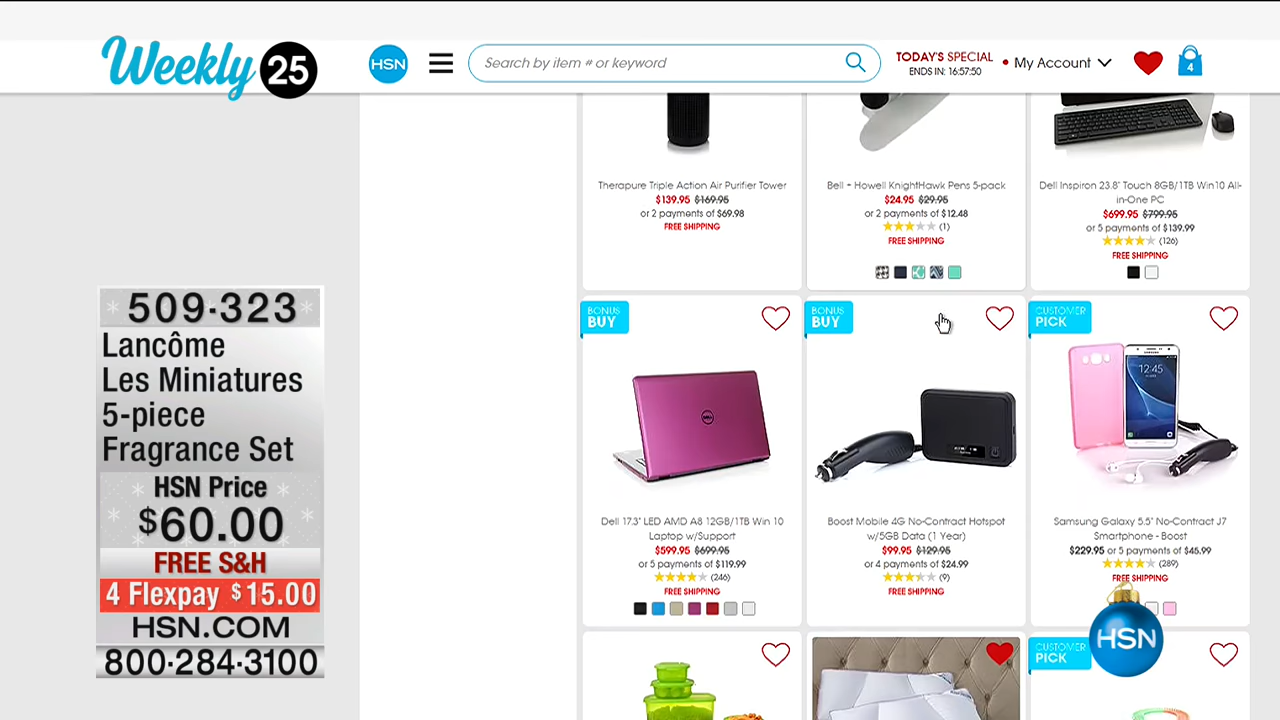 Weekly 25
HSN
Search by item # or keyword
TODAY'S SPECIAL
ENDS IN: 16:57:50
My Account
4
Therapure Triple Action Air Purifier Tower
$139.95 $169.95
or 2 payments of $69.98
FREE SHIPPING
Bell + Howell KnightHawk Pens 5-pack
$24.95 $29.95
or 2 payments of $12.48
(1)
FREE SHIPPING
Dell Inspiron 23.8" Touch 8GB/1TB Win10 All-
in-One PC
$699.95 $799.95
or 5 payments of $139.99
(126)
FREE SHIPPING
509·323
Lancôme
Les Miniatures
5-piece
Fragrance Set
HSN Price
$60.00
FREE S&H
4 Flexpay $15.00
HSN.COM
800·284·3100
BONUS
BUY
DELL
Dell 17.3" LED AMD A8 12GB/1TB Win 10
Laptop w/Support
$599.95 $699.95
or 5 payments of $119.99
(246)
FREE SHIPPING
BONUS
BUY
Boost Mobile 4G No-Contract Hotspot
w/5GB Data (1 Year)
$99.95 $129.95
or 4 payments of $24.99
(9)
FREE SHIPPING
CUSTOMER
PICK
12:45
Samsung Galaxy 5.5" No-Contract J7
Smartphone - Boost
$229.95 or 5 payments of $45.99
(289)
FREE SHIPPING
CUSTOMER
PICK
HSN